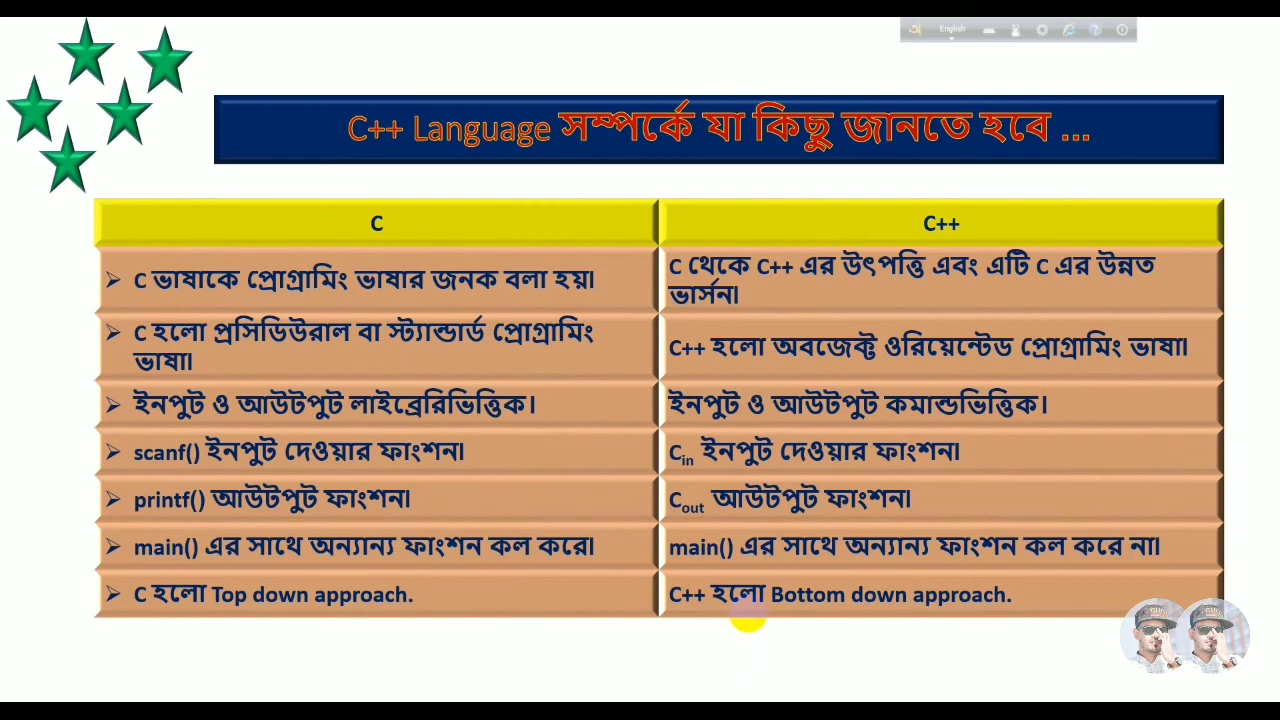 English
C++ Language সম্পর্কে যা কিছু জানতে হবে ...
C
C++
C ভাষাকে প্রোগ্রামিং ভাষার জনক বলা হয়।
C থেকে C++ এর উৎপত্তি এবং এটি C এর উন্নত
ভার্সন।
C হলো প্রসিডিউরাল বা স্ট্যান্ডার্ড প্রোগ্রামিং
ভাষা।
C++ হলো অবজেক্ট ওরিয়েন্টেড প্রোগ্রামিং ভাষা।
ইনপুট ও আউটপুট লাইব্রেরিভিত্তিক।
ইনপুট ও আউটপুট কমান্ডভিত্তিক।
scanf() ইনপুট দেওয়ার ফাংশন।
Cin ইনপুট দেওয়ার ফাংশন।
printf() আউটপুট ফাংশন।
Cout আউটপুট ফাংশন।
main() এর সাথে অন্যান্য ফাংশন কল করে।
main() এর সাথে অন্যান্য ফাংশন কল করে না।
C হলো Top down approach.
C++ হলো Bottom down approach.